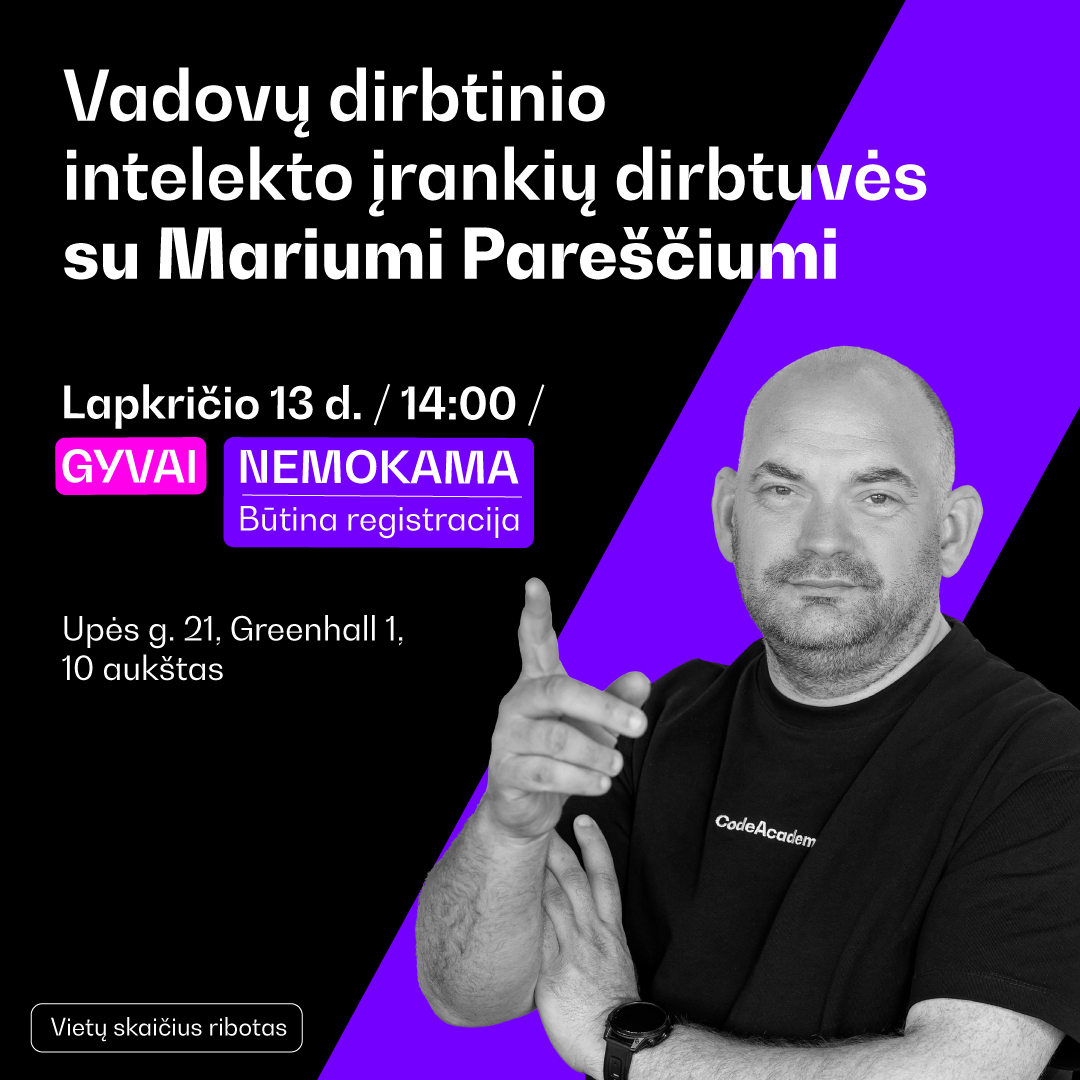 Vadovų dirbtinio
intelekto įrankių dirbtuvės
su Mariumi Pareščiumi
Lapkričio 13 d. / 14:00 /
GYVAI NEMOKAMA
Būtina registracija
Upės g. 21, Greenhall 1,
10 aukštas
CodeAcadem
Vietų skaičius ribotas